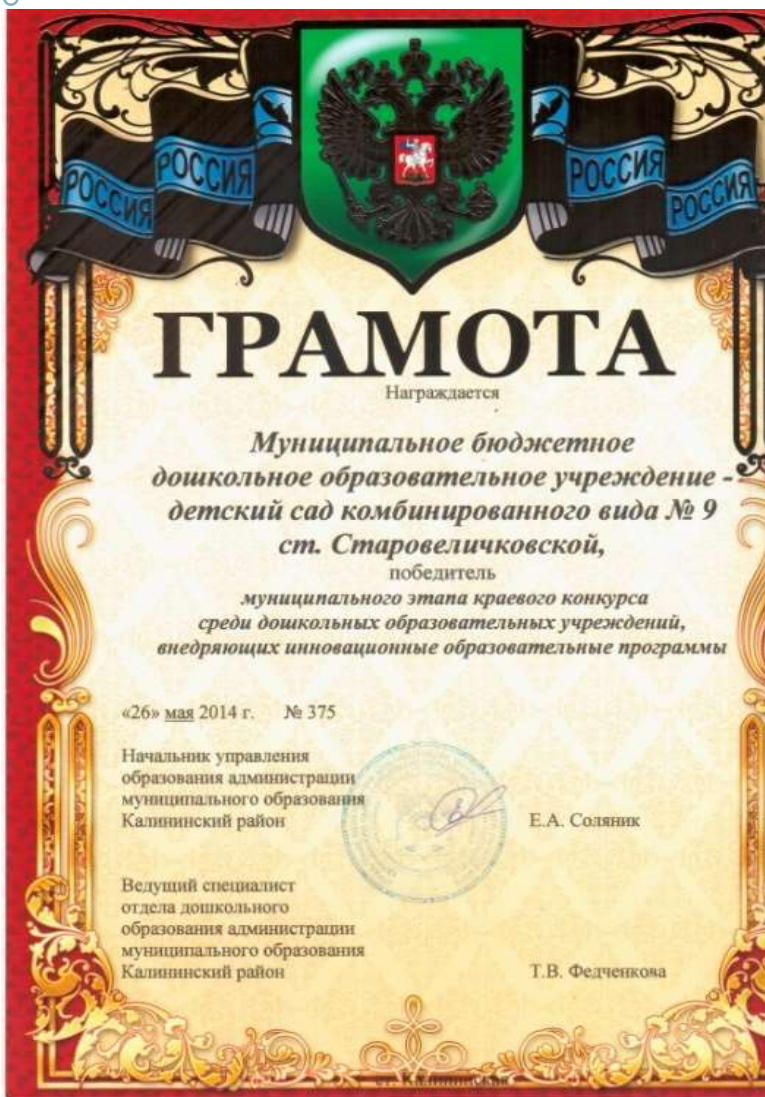 РОССИЯ
РОССИЯ
РОССИЯ
РОССИЯ
ГРАМОТА
Награждается
Муниципальное бюджетное
дошкольное образовательное учреждение -
детский сад комбинированного вида № 9
ст. Старовеличковской,
победитель
муниципального этапа краевого конкурса
среди дошкольных образовательных учреждений,
внедряющих инновационные образовательные программы
«26» мая 2014 г. № 375
Начальник управления
образования администрации
муниципального образования
Калининский район Е.А. Соляник
Ведущий специалист
отдела дошкольного
образования администрации
муниципального образования
Калининский район Т.В. Федченкова
ст. Калининская